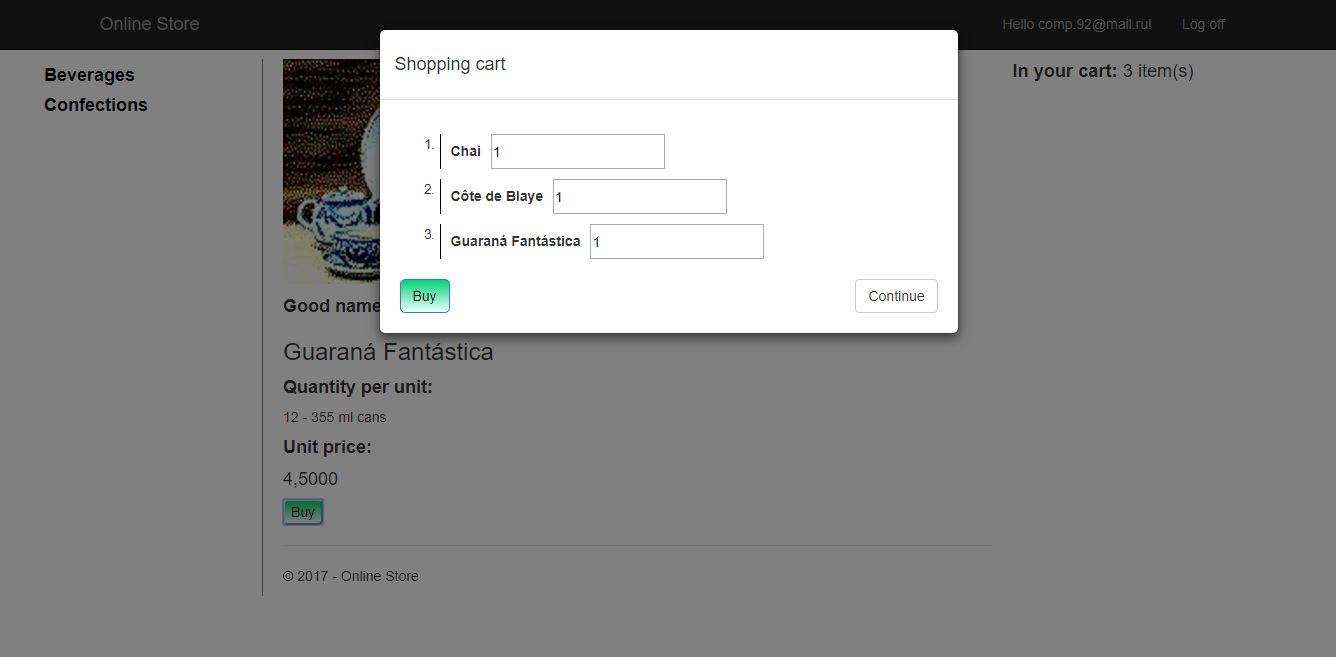 Online Store
Hello comp.92@mail.ru!
Log off
Beverages
Confections
In your cart: 3 item(s)
Shopping cart
1. Chai 1
2. Côte de Blaye 1
3. Guaraná Fantástica 1
Buy
Continue
Good name
Guaraná Fantástica
Quantity per unit:
12 - 355 ml cans
Unit price:
4,5000
Buy
© 2017 - Online Store